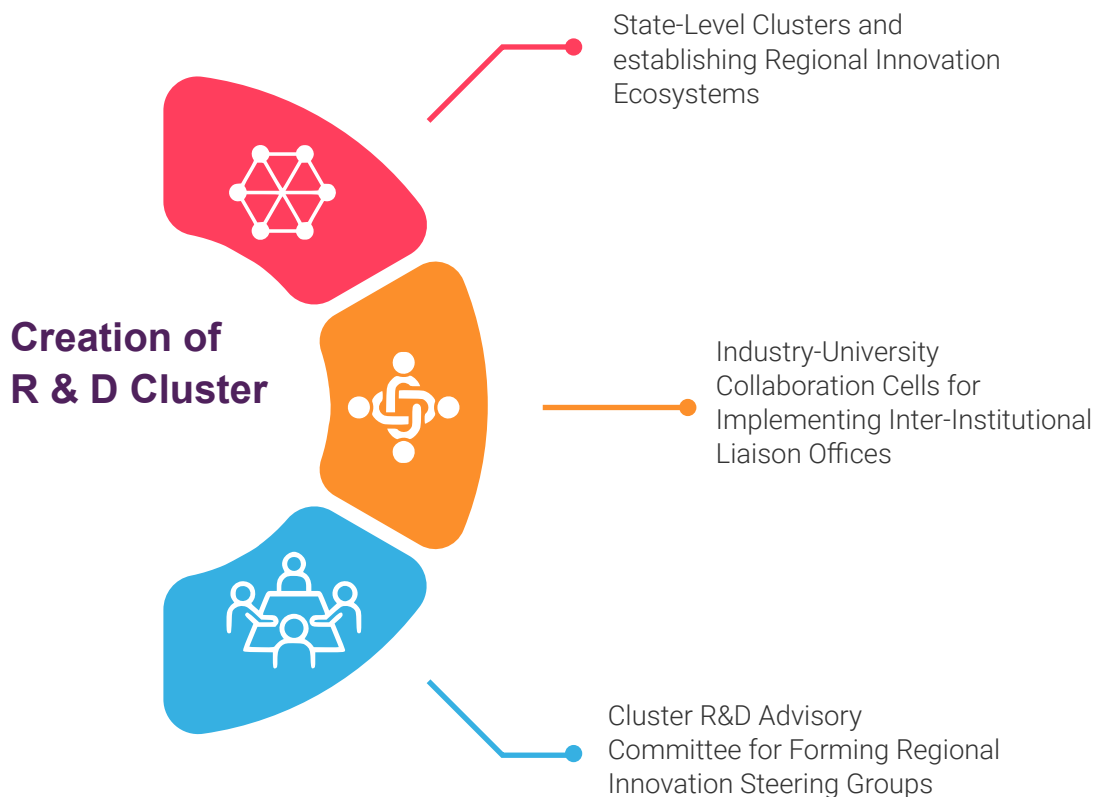 State-Level Clusters and
establishing Regional Innovation
Ecosystems
Creation of
R & D Cluster
Industry-University
Collaboration Cells for
Implementing Inter-Institutional
Liaison Offices
Cluster R&D Advisory
Committee for Forming Regional
Innovation Steering Groups